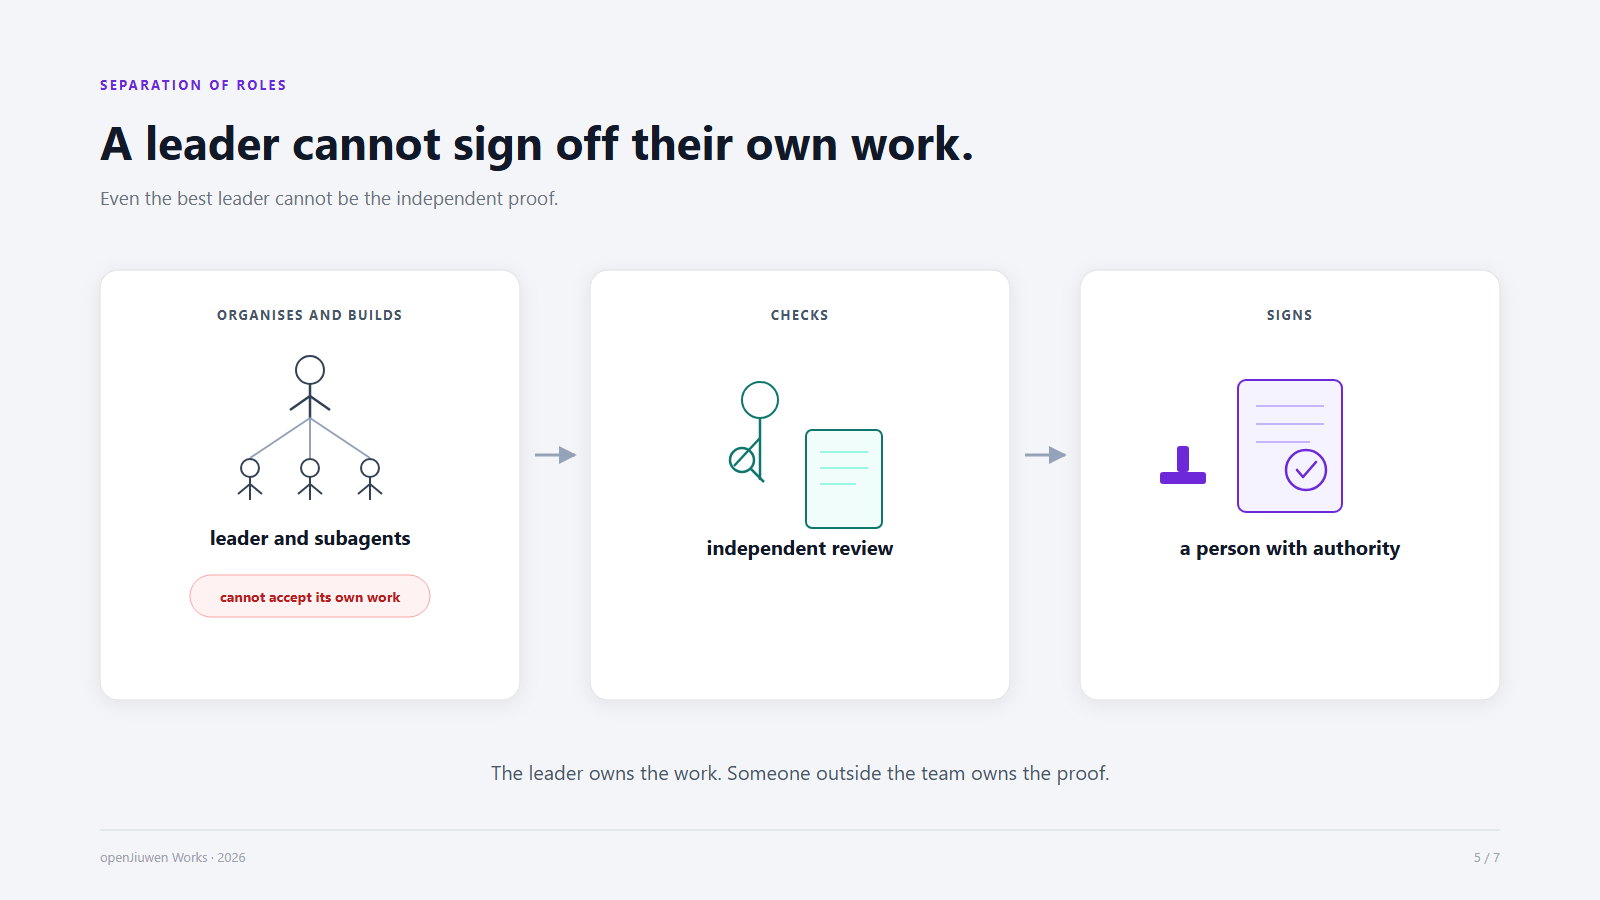 SEPARATION OF ROLES
A leader cannot sign off their own work.
Even the best leader cannot be the independent proof.
ORGANISES AND BUILDS
leader and subagents
cannot accept its own work
CHECKS
independent review
SIGNS
a person with authority
The leader owns the work. Someone outside the team owns the proof.
openJiuwen Works · 2026
5 / 7